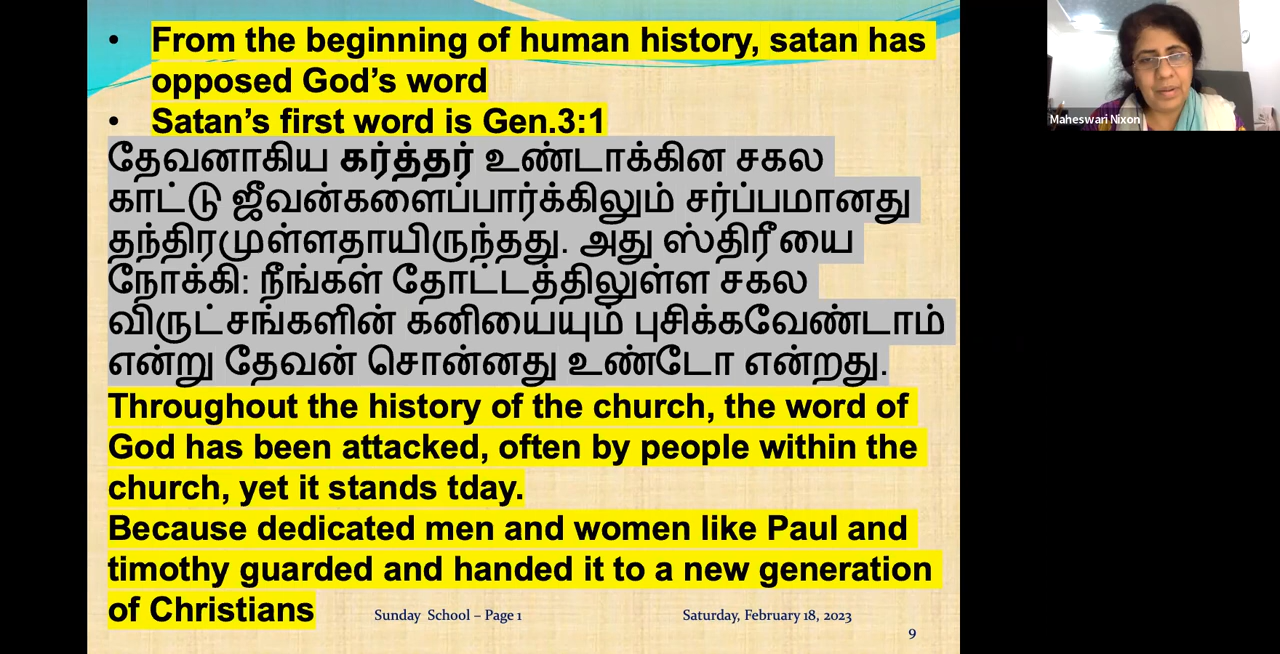 • From the beginning of human history, satan has
opposed God’s word
• Satan’s first word is Gen.3:1
தேவனாகிய கர்த்தர் உண்டாக்கின சகல
காட்டு ஜீவன்களைப்பார்க்கிலும் சர்ப்பமானது
தந்திரமுள்ளதாயிருந்தது. அது ஸ்திரீயை
நோக்கி: நீங்கள் தோட்டத்திலுள்ள சகல
விருட்சங்களின் கனியையும் புசிக்கவேண்டாம்
என்று தேவன் சொன்னது உண்டோ என்றது.
Throughout the history of the church, the word of
God has been attacked, often by people within the
church, yet it stands tday.
Because dedicated men and women like Paul and
timothy guarded and handed it to a new generation
of Christians
Sunday School – Page 1
Saturday, February 18, 2023
9
Maheswari Nixon